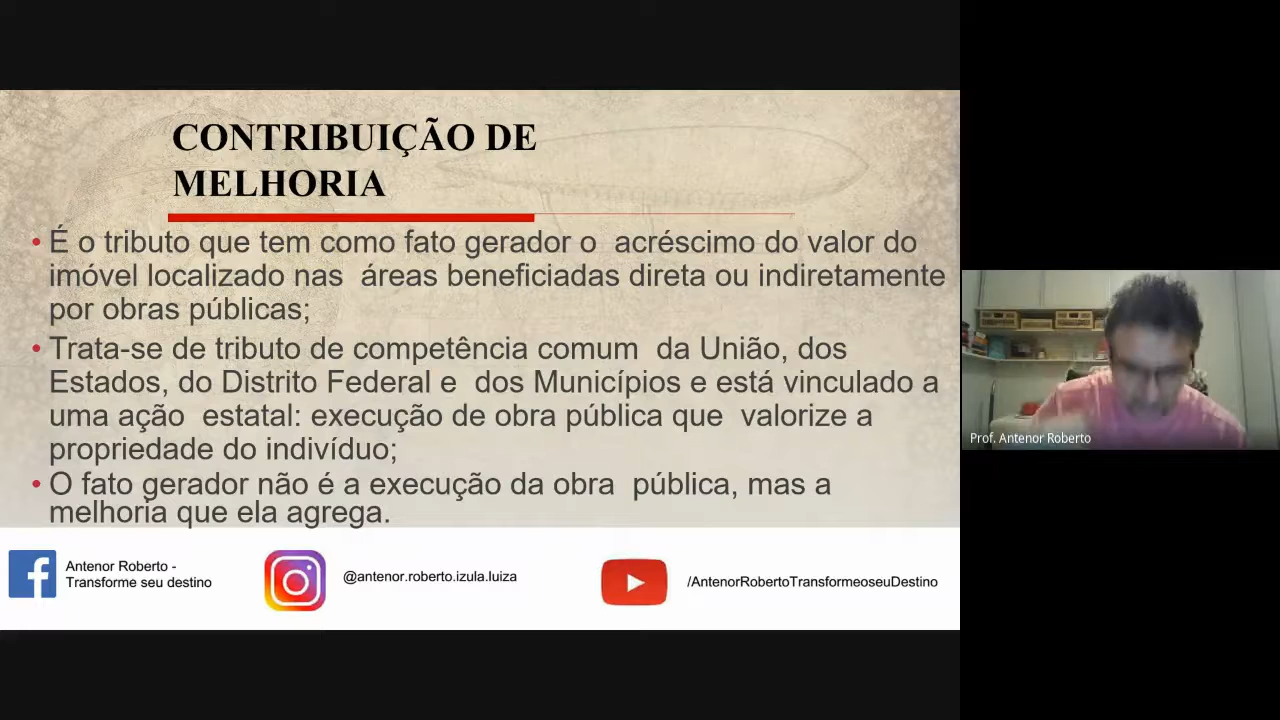 CONTRIBUIÇÃO DE
MELHORIA
• É o tributo que tem como fato gerador o acréscimo do valor do
imóvel localizado nas áreas beneficiadas direta ou indiretamente
por obras públicas;
• Trata-se de tributo de competência comum da União, dos
Estados, do Distrito Federal e dos Municípios e está vinculado a
uma ação estatal: execução de obra pública que valorize a
propriedade do indivíduo;
• O fato gerador não é a execução da obra pública, mas a
melhoria que ela agrega.
Antenor Roberto -
Transforme seu destino
@antenor.roberto.izula.luiza
/AntenorRobertoTransformeoseuDestino
Prof. Antenor Roberto